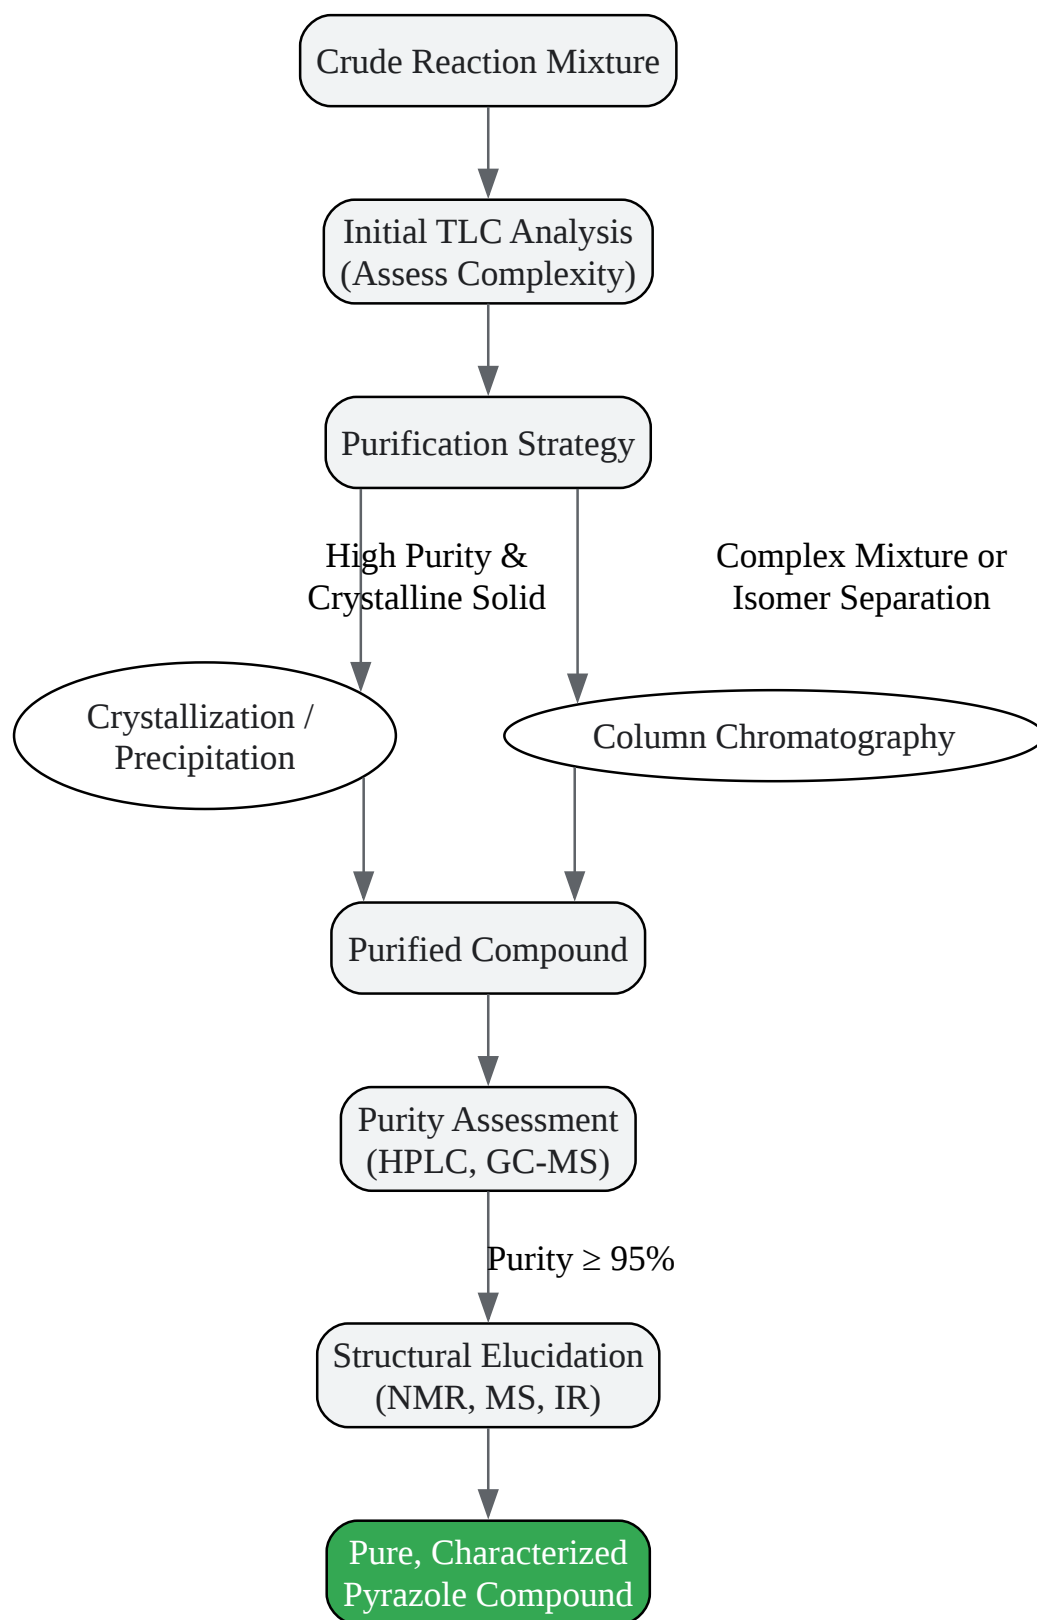 Crude Reaction Mixture
Initial TLC Analysis
(Assess Complexity)
Purification Strategy
High Purity &
Crystalline Solid
Complex Mixture or
Isomer Separation
Crystallization /
Precipitation
Column Chromatography
Purified Compound
Purity Assessment
(HPLC, GC-MS)
Purity ≥ 95%
Structural Elucidation
(NMR, MS, IR)
Pure, Characterized
Pyrazole Compound